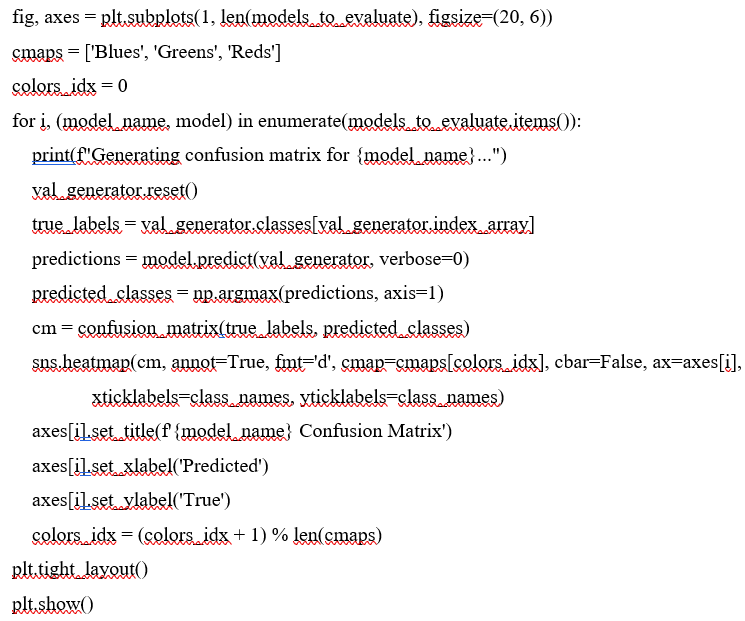 fig, axes = plt.subplots(1, len(models_to_evaluate), figsize=(20, 6))
cmaps = ['Blues', 'Greens', 'Reds']
colors_idx = 0
for i, (model_name, model) in enumerate(models_to_evaluate.items()):
    print(f"Generating confusion matrix for {model_name}...")
    val_generator.reset()
    true_labels = val_generator.classes[val_generator.index_array]
    predictions = model.predict(val_generator, verbose=0)
    predicted_classes = np.argmax(predictions, axis=1)
    cm = confusion_matrix(true_labels, predicted_classes)
    sns.heatmap(cm, annot=True, fmt='d', cmap=cmaps[colors_idx], cbar=False, ax=axes[i],
            xticklabels=class_names, yticklabels=class_names)
    axes[i].set_title(f'{model_name} Confusion Matrix')
    axes[i].set_xlabel('Predicted')
    axes[i].set_ylabel('True')
    colors_idx = (colors_idx + 1) % len(cmaps)
plt.tight_layout()
plt.show()